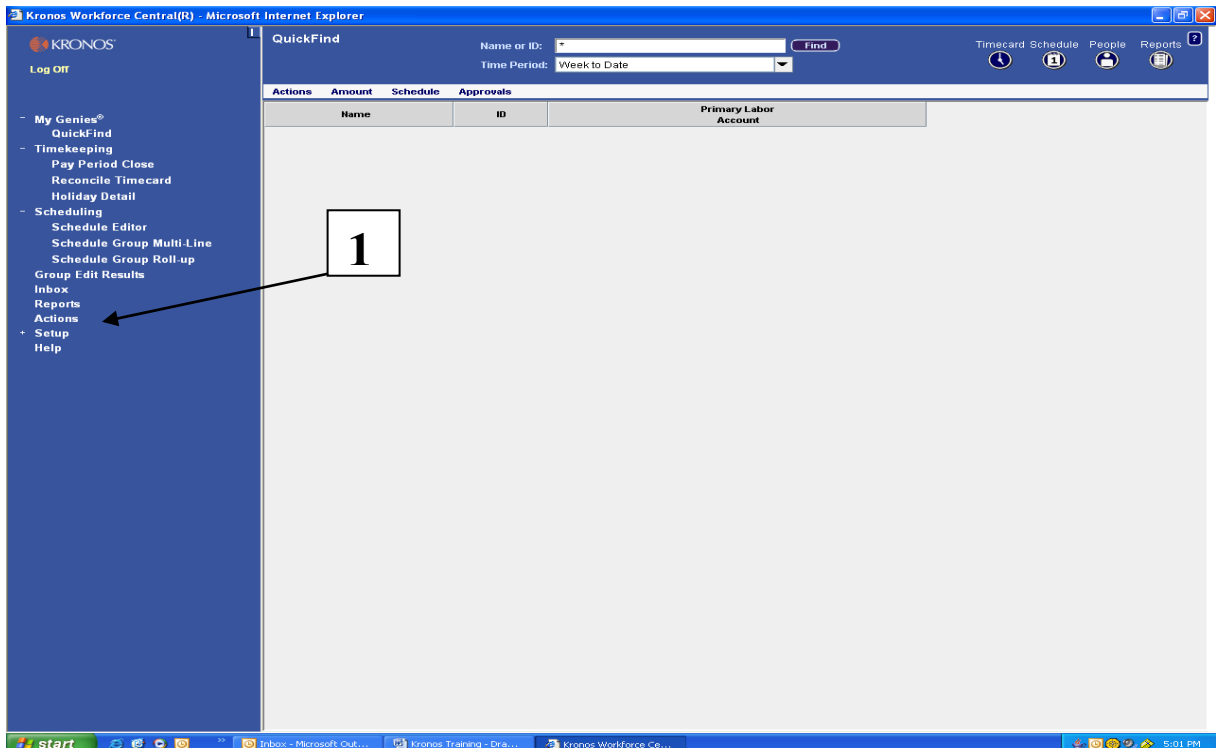 Kronos Workforce Central(R) - Microsoft Internet Explorer
KRONOS
Log Off
QuickFind
Name or ID: * Find
Time Period: Week to Date
Timecard Schedule People Reports ?
1
Actions Amount Schedule Approvals
Name ID Primary Labor Account
- My Genies®
QuickFind
- Timekeeping
Pay Period Close
Reconcile Timecard
Holiday Detail
- Scheduling
Schedule Editor
Schedule Group Multi-Line
Schedule Group Roll-up
Group Edit Results
Inbox
Reports
Actions
+ Setup
Help
1
start » Inbox - Microsoft Out... Kronos Training - Dra... Kronos Workforce Ce... 5:01 PM